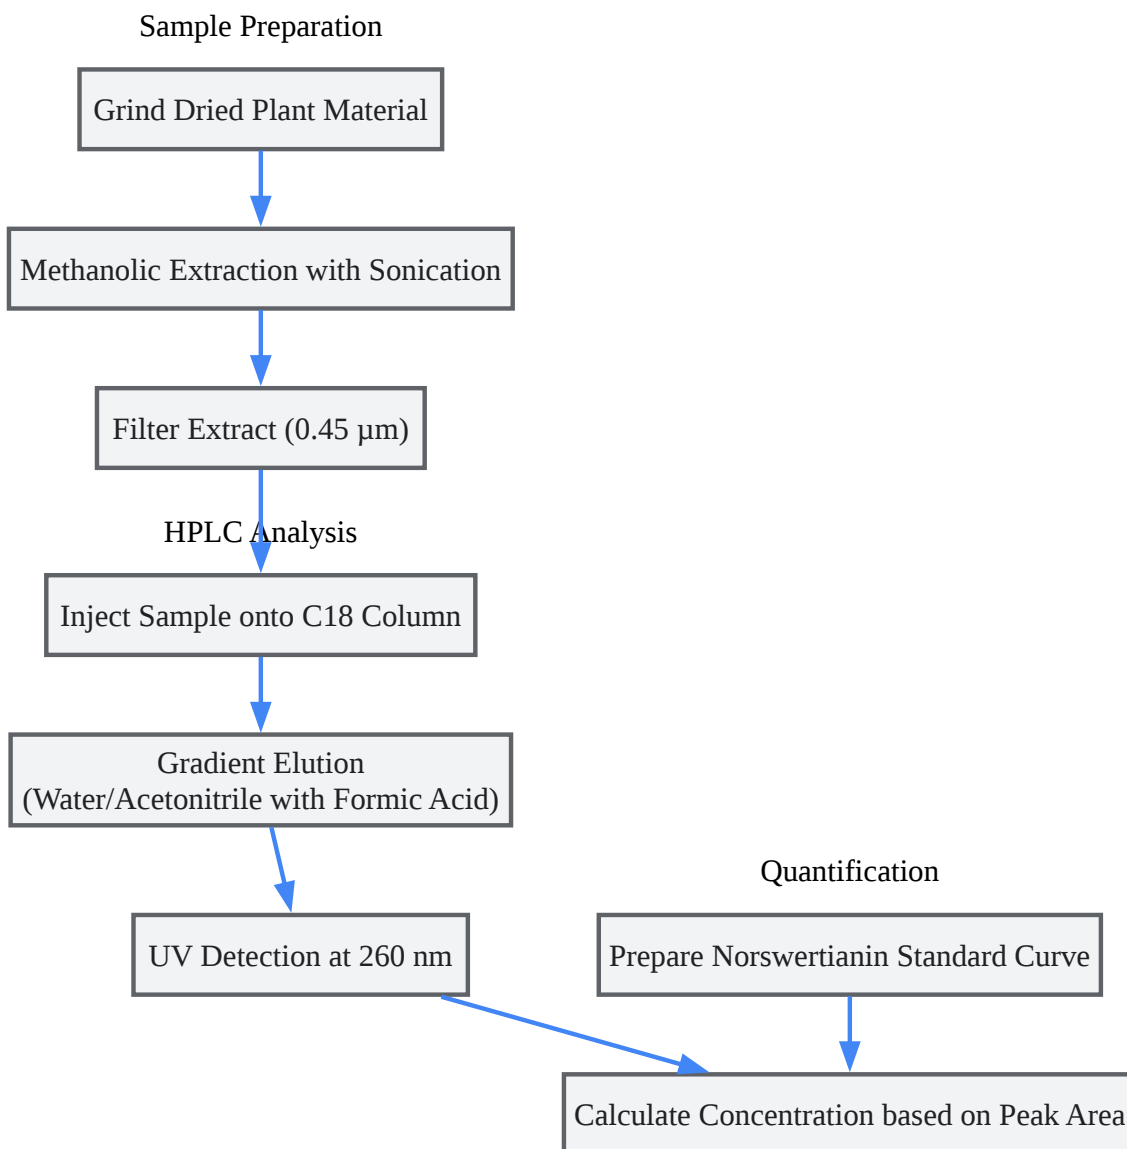 Sample Preparation
Grind Dried Plant Material
Methanolic Extraction with Sonication
Filter Extract (0.45 µm)
HPLC Analysis
Inject Sample onto C18 Column
Gradient Elution
(Water/Acetonitrile with Formic Acid)
Quantification
UV Detection at 260 nm
Prepare Norswertianin Standard Curve
Calculate Concentration based on Peak Area